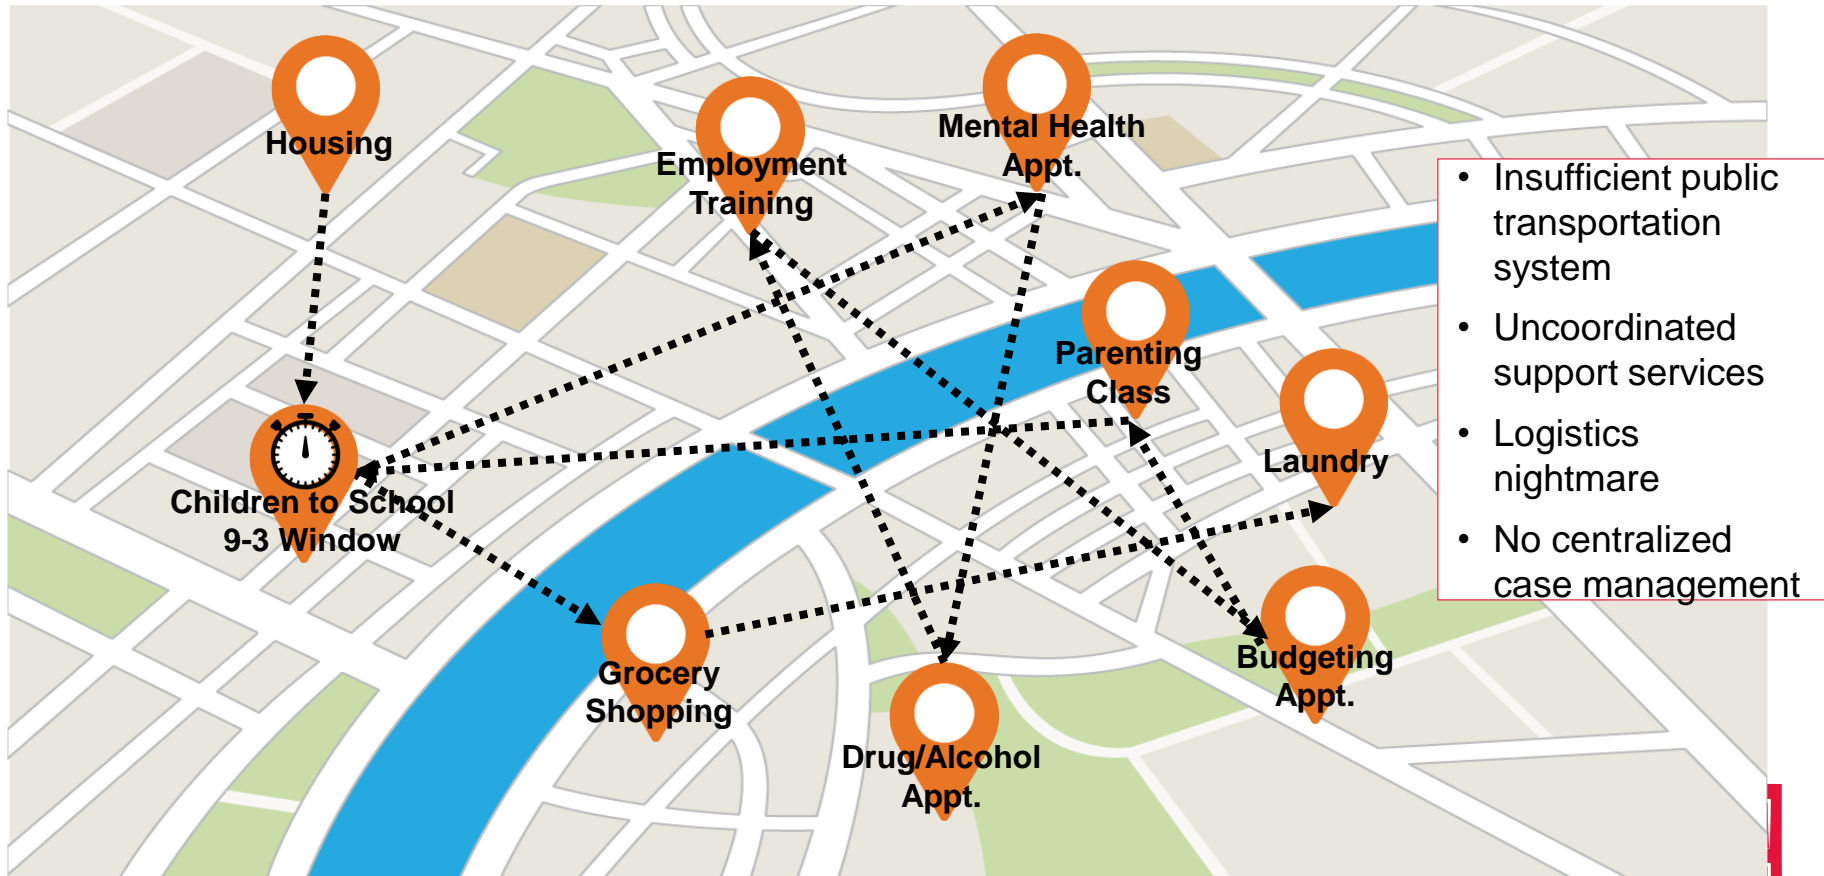 Housing
Employment
Training
Mental Health
Appt.
Parenting
Class
Laundry
Children to School
9-3 Window
Grocery
Shopping
Drug/Alcohol
Appt.
Budgeting
Appt.
• Insufficient public
transportation
system
• Uncoordinated
support services
• Logistics
nightmare
• No centralized
case management